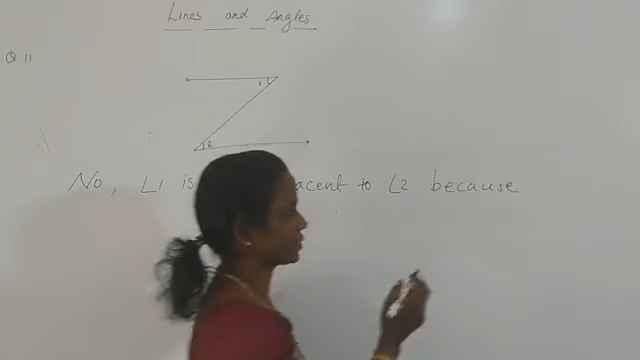 Lines and Angles
Q 11
1
2
No, ∠1 is acent to ∠2 because